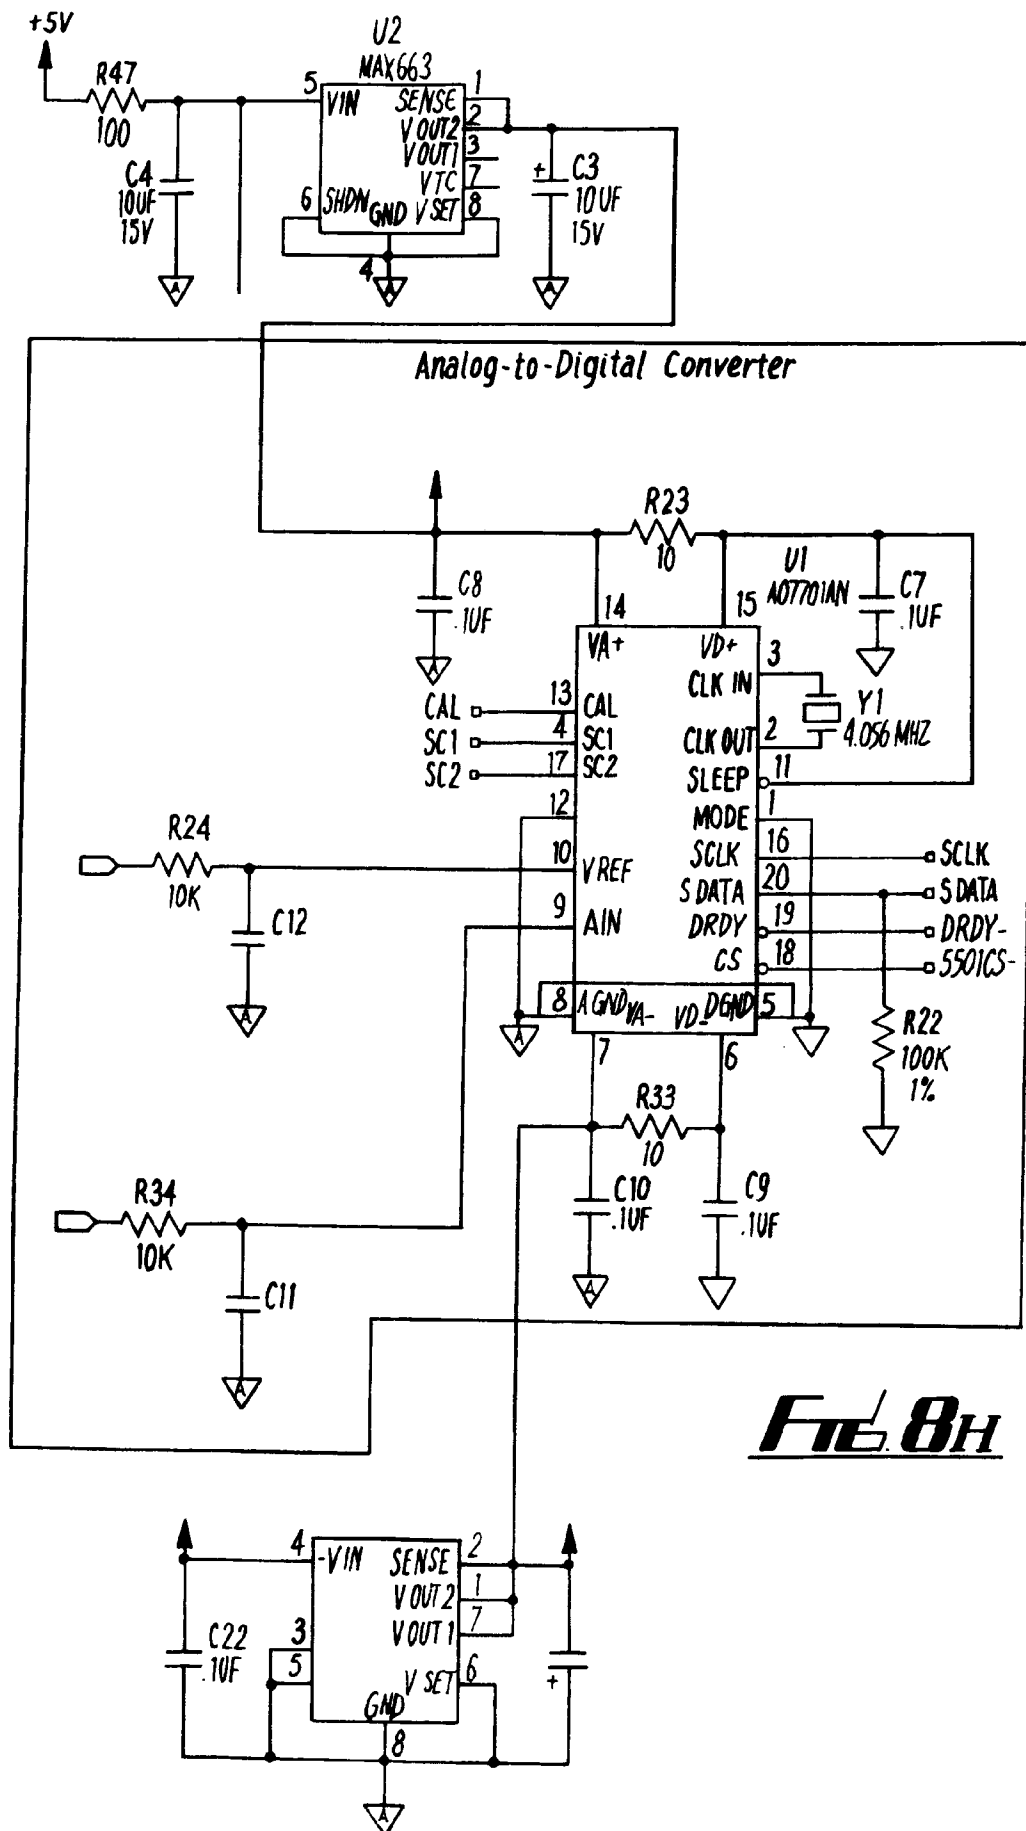 +5V
R47
100
C4
10UF
15V
U2
MAX663
5
VIN
SENSE
1
VOUT2
2
VOUT1
3
VTC
7
6
SHDN
GND
VSET
8
4
A
A
A
+
C3
10UF
15V
Analog-to-Digital Converter
R23
10
U1
AD7701AN
C8
.1UF
A
14
15
C7
.1UF
VA+
VD+
3
CLK IN
Y1
4.056 MHZ
2
CLK OUT
CAL
13
CAL
SC1
4
SC1
SC2
17
SC2
SLEEP
11
12
MODE
1
R24
10K
10
VREF
SCLK
16
SCLK
SDATA
20
SDATA
9
AIN
DRDY
19
DRDY-
CS
18
5501CS-
C12
A
8
AGND
VA-
VD-
DGND
5
A
7
6
R22
100K
1%
R33
10
R34
10K
C10
.1UF
C9
.1UF
A
C11
A
FIG. 8H
4
-VIN
SENSE
2
VOUT2
1
VOUT1
7
C22
.1UF
3
5
V SET
6
+
GND
8
A